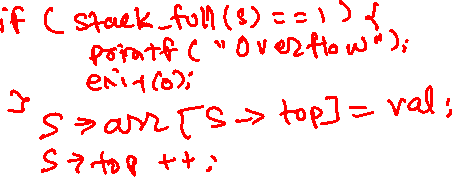 if ( stack_full(s) == 1 ) {
printf ( "Overflow");
exit(0);
}
S → arr [S → top] = val;
S → top ++;